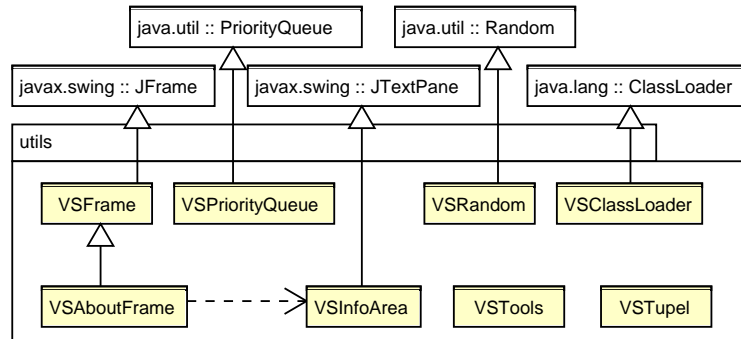 java.util :: PriorityQueue java.util :: Random
javax.swing :: JFrame javax.swing :: JTextPane java.lang :: ClassLoader
utils
VSFrame VSPriorityQueue VSRandom VSClassLoader
VSAboutFrame VSInfoArea VSTools VSTupel